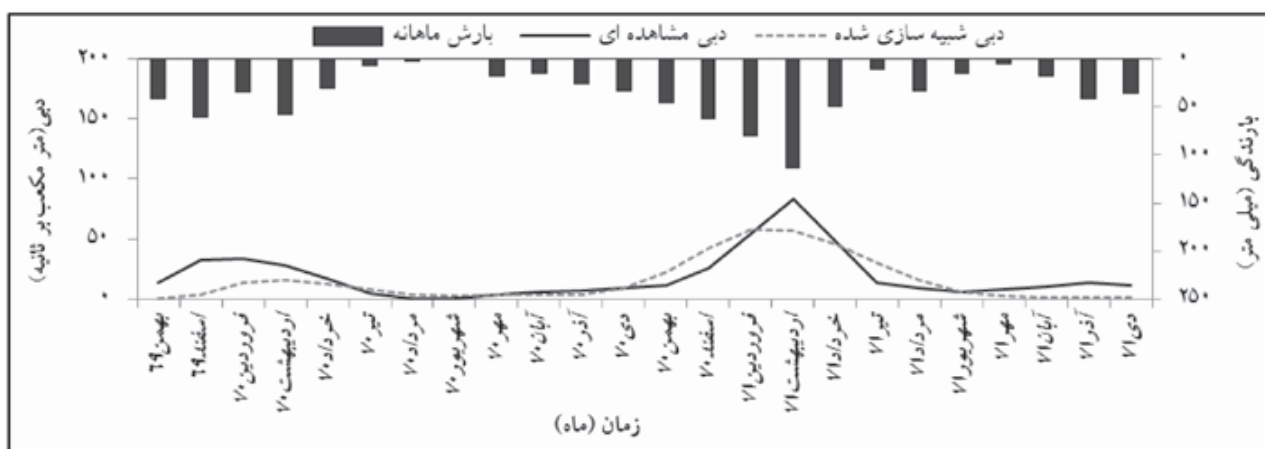 بارش ماهانه دبی مشاهده ای دبی شبیه سازی شده
دبی(متر مکعب بر ثانیه)
۲۰۰
۱۵۰
۱۰۰
۵۰
۰
بارندگی (میلی متر)
۰
۵۰
۱۰۰
۱۵۰
۲۰۰
۲۵۰
بهمن۶۹
اسفند۶۹
فروردین۷۰
اردیبهشت۷۰
خرداد۷۰
تیر۷۰
مرداد۷۰
شهریور۷۰
مهر۷۰
آبان۷۰
آذر۷۰
دی۷۰
بهمن۷۰
اسفند۷۰
فروردین۷۱
اردیبهشت۷۱
خرداد۷۱
تیر۷۱
مرداد۷۱
شهریور۷۱
مهر۷۱
آبان۷۱
آذر۷۱
دی۷۱
زمان (ماه)